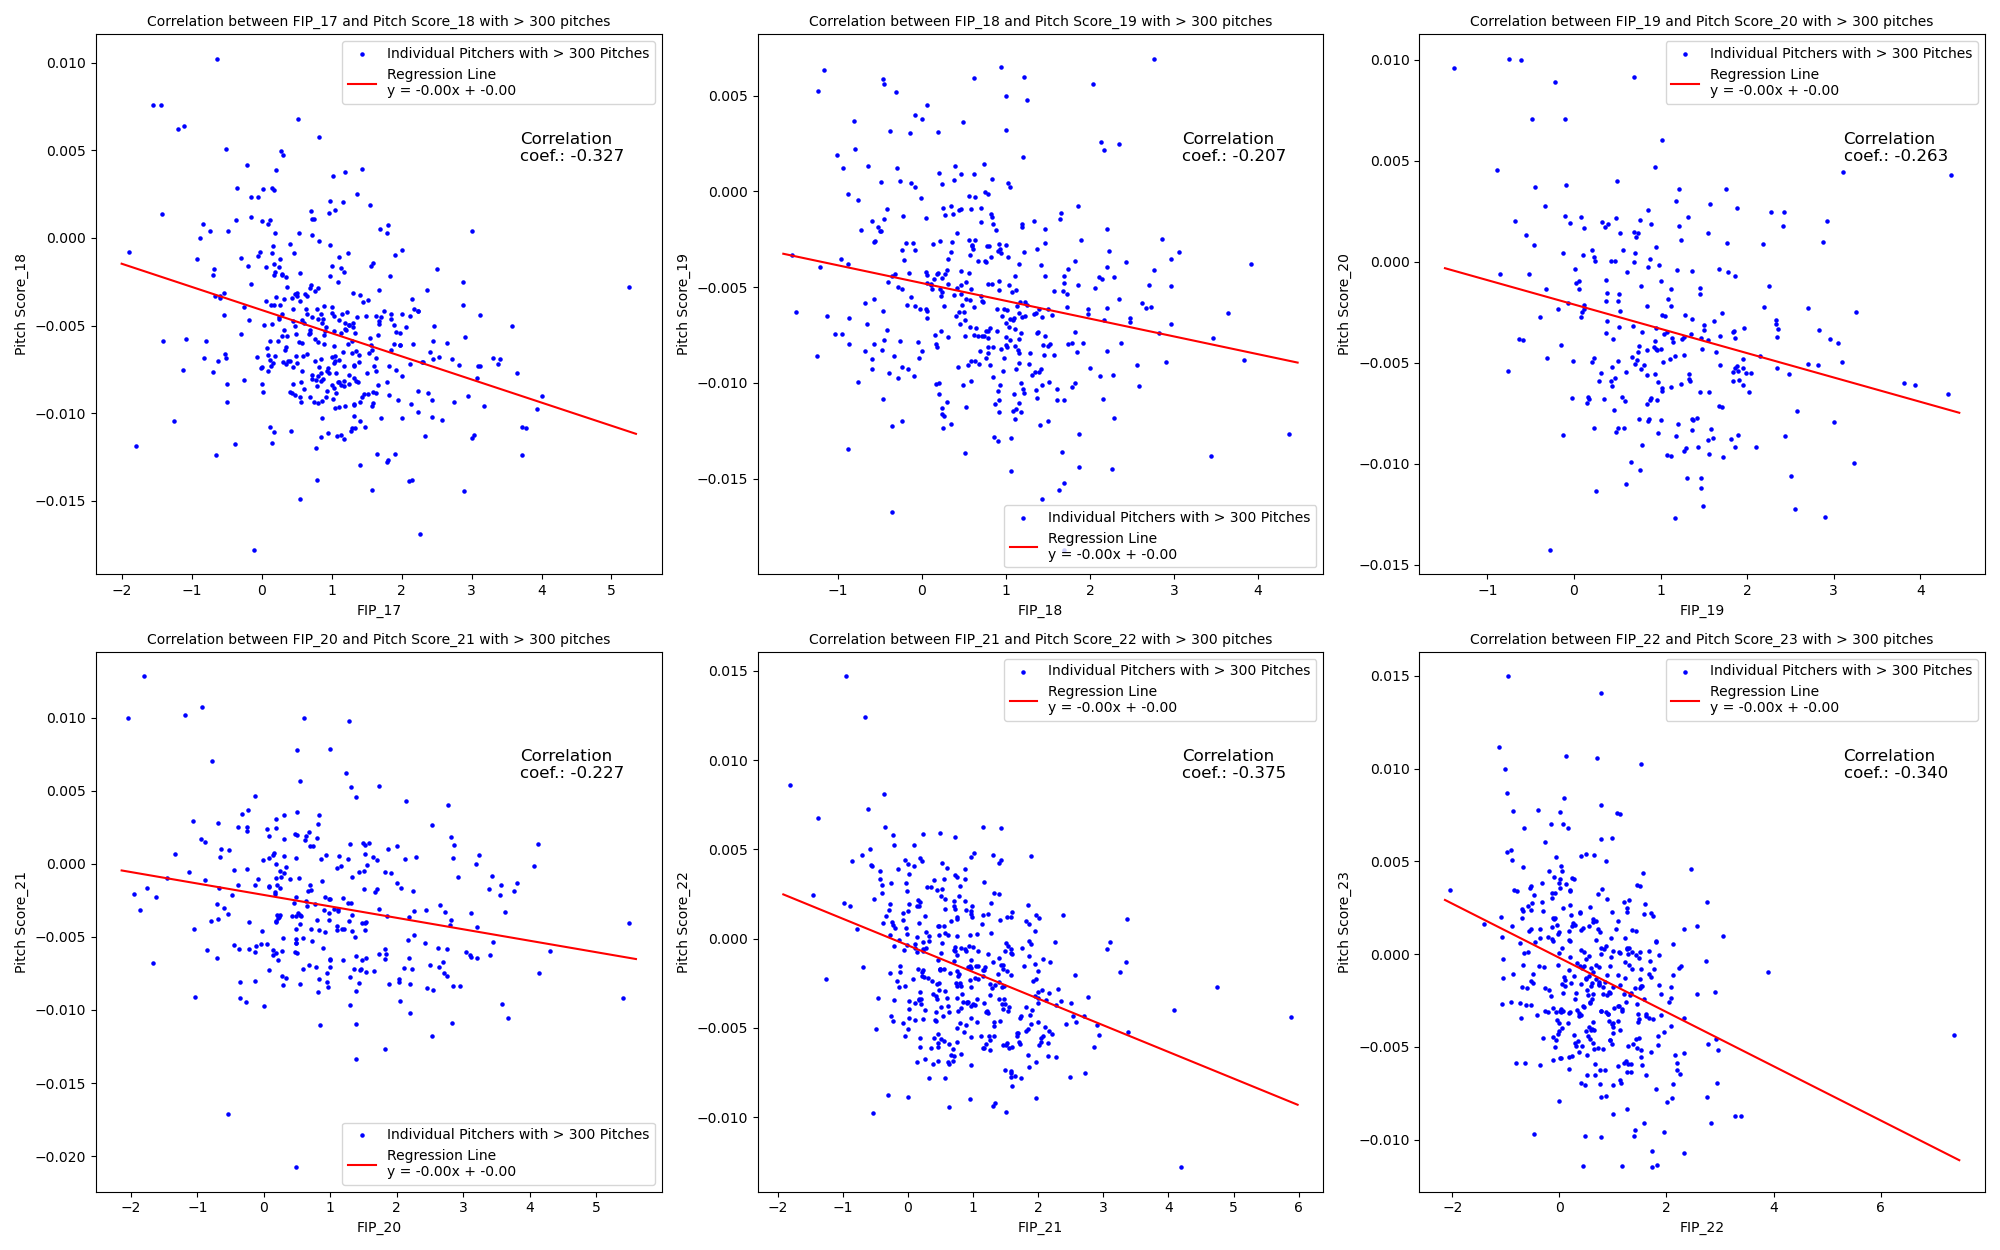 Correlation between FIP_17 and Pitch Score_18 with > 300 pitches
Individual Pitchers with > 300 Pitches
Regression Line
y = -0.00x + -0.00
Correlation
coef.: -0.327
0.010
0.005
0.000
−0.005
−0.010
−0.015
Pitch Score_18
−2 −1 0 1 2 3 4 5
FIP_17
Correlation between FIP_18 and Pitch Score_19 with > 300 pitches
Correlation
coef.: -0.207
0.005
0.000
−0.005
−0.010
−0.015
Pitch Score_19
Individual Pitchers with > 300 Pitches
Regression Line
y = -0.00x + -0.00
−1 0 1 2 3 4
FIP_18
Correlation between FIP_19 and Pitch Score_20 with > 300 pitches
Individual Pitchers with > 300 Pitches
Regression Line
y = -0.00x + -0.00
Correlation
coef.: -0.263
0.010
0.005
0.000
−0.005
−0.010
−0.015
Pitch Score_20
−1 0 1 2 3 4
FIP_19
Correlation between FIP_20 and Pitch Score_21 with > 300 pitches
Correlation
coef.: -0.227
0.010
0.005
0.000
−0.005
−0.010
−0.015
−0.020
Pitch Score_21
Individual Pitchers with > 300 Pitches
Regression Line
y = -0.00x + -0.00
−2 −1 0 1 2 3 4 5
FIP_20
Correlation between FIP_21 and Pitch Score_22 with > 300 pitches
Individual Pitchers with > 300 Pitches
Regression Line
y = -0.00x + -0.00
Correlation
coef.: -0.375
0.015
0.010
0.005
0.000
−0.005
−0.010
Pitch Score_22
−2 −1 0 1 2 3 4 5 6
FIP_21
Correlation between FIP_22 and Pitch Score_23 with > 300 pitches
Individual Pitchers with > 300 Pitches
Regression Line
y = -0.00x + -0.00
Correlation
coef.: -0.340
0.015
0.010
0.005
0.000
−0.005
−0.010
Pitch Score_23
−2 0 2 4 6
FIP_22